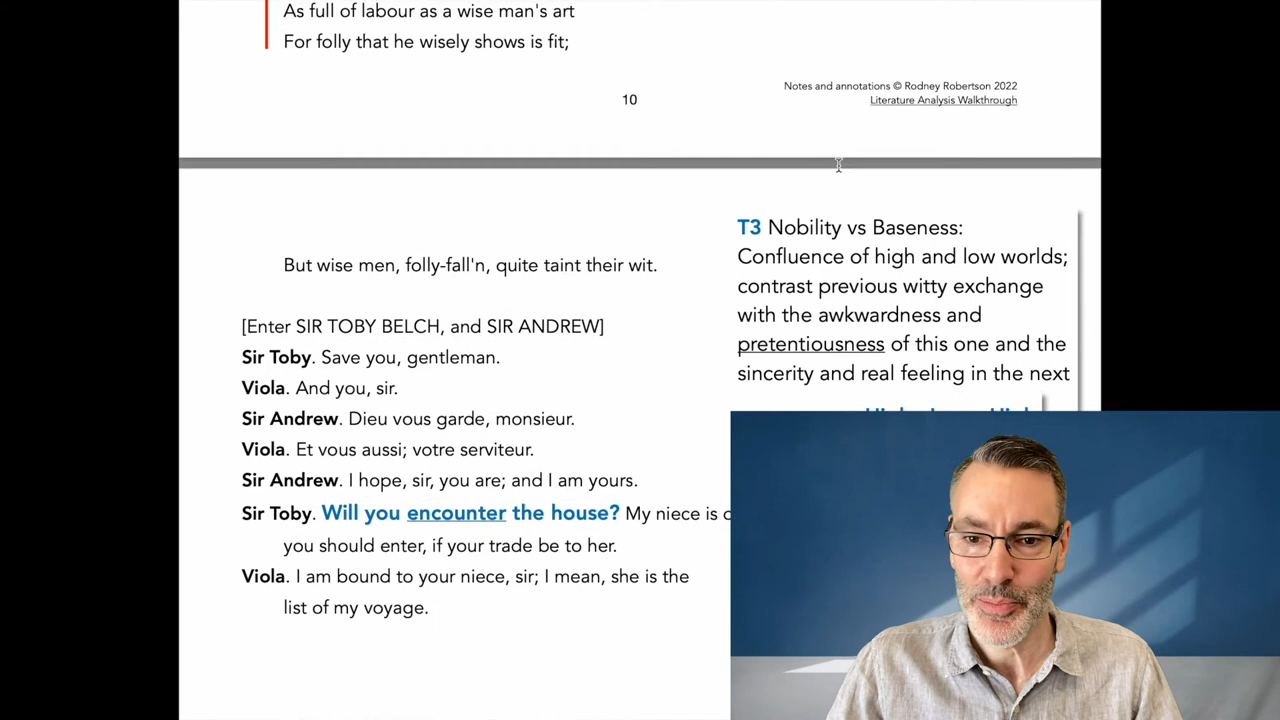 As full of labour as a wise man's art
For folly that he wisely shows is fit;
10
Notes and annotations © Rodney Robertson 2022
Literature Analysis Walkthrough
But wise men, folly-fall'n, quite taint their wit.
[Enter SIR TOBY BELCH, and SIR ANDREW]
Sir Toby. Save you, gentleman.
Viola. And you, sir.
Sir Andrew. Dieu vous garde, monsieur.
Viola. Et vous aussi; votre serviteur.
Sir Andrew. I hope, sir, you are; and I am yours.
Sir Toby. Will you encounter the house? My niece is
you should enter, if your trade be to her.
Viola. I am bound to your niece, sir; I mean, she is the
list of my voyage.
T3 Nobility vs Baseness:
Confluence of high and low worlds;
contrast previous witty exchange
with the awkwardness and
pretentiousness of this one and the
sincerity and real feeling in the next